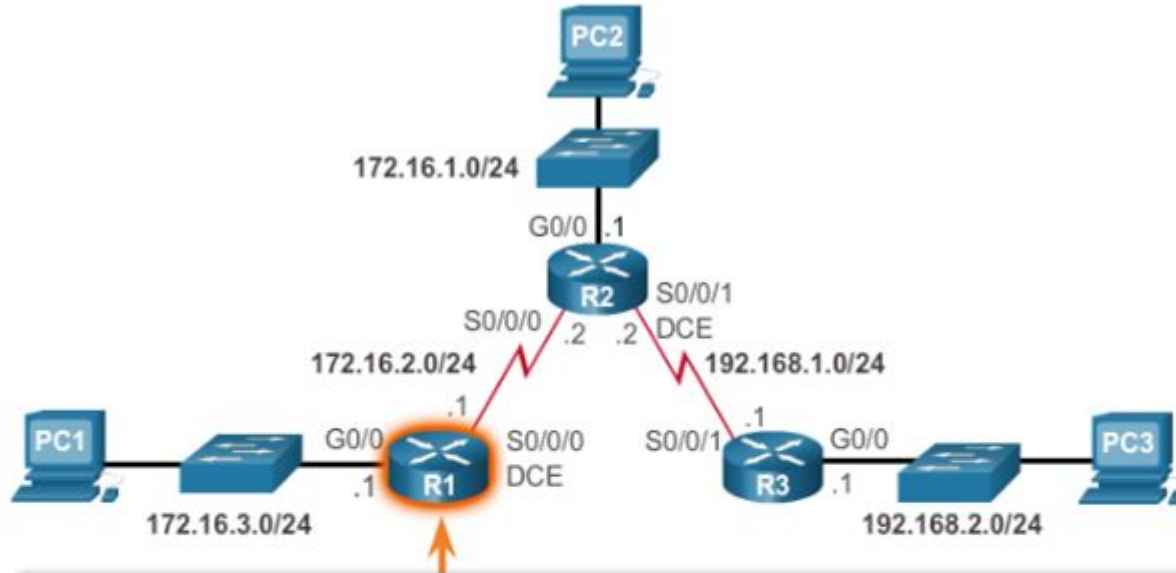 PC2
172.16.1.0/24
G0/0 .1
R2
S0/0/1
DCE
S0/0/0
.2 .2
172.16.2.0/24
192.168.1.0/24
.1
.1
PC1
G0/0
S0/0/0
DCE
.1
R1
172.16.3.0/24
S0/0/1
G0/0
R3
.1
PC3
192.168.2.0/24